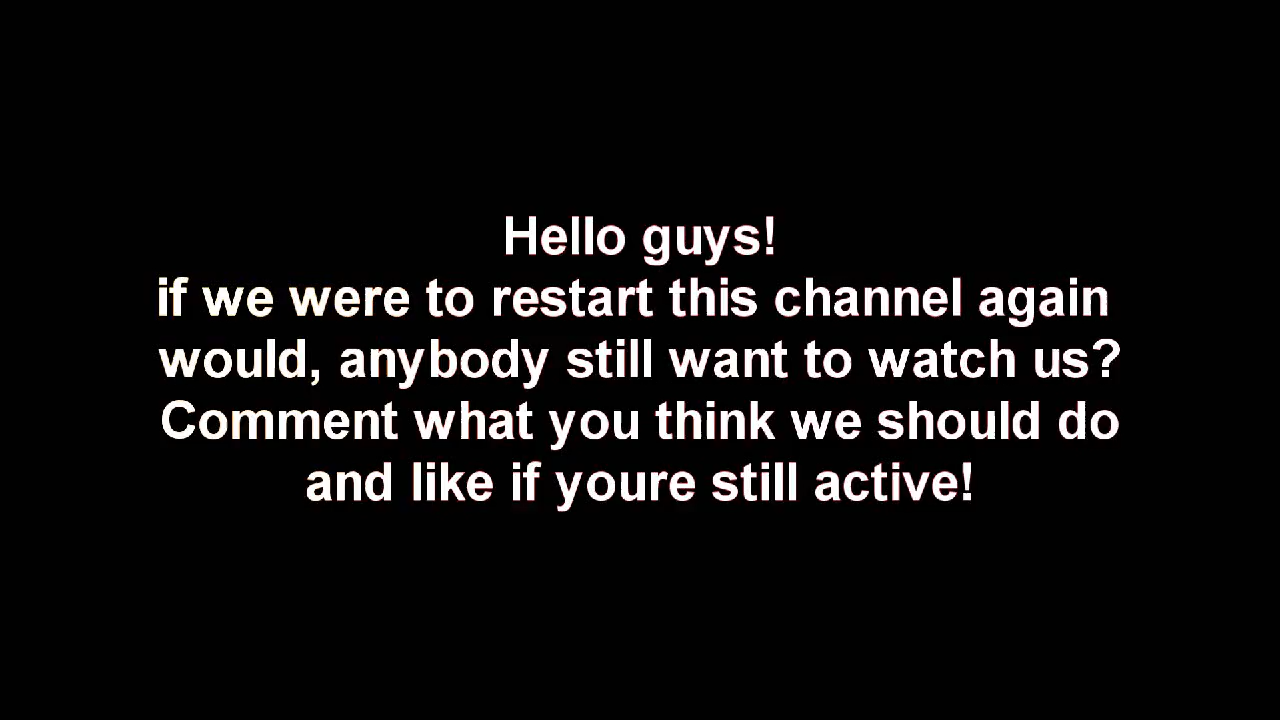 Hello guys!
if we were to restart this channel again
would, anybody still want to watch us?
Comment what you think we should do
and like if youre still active!